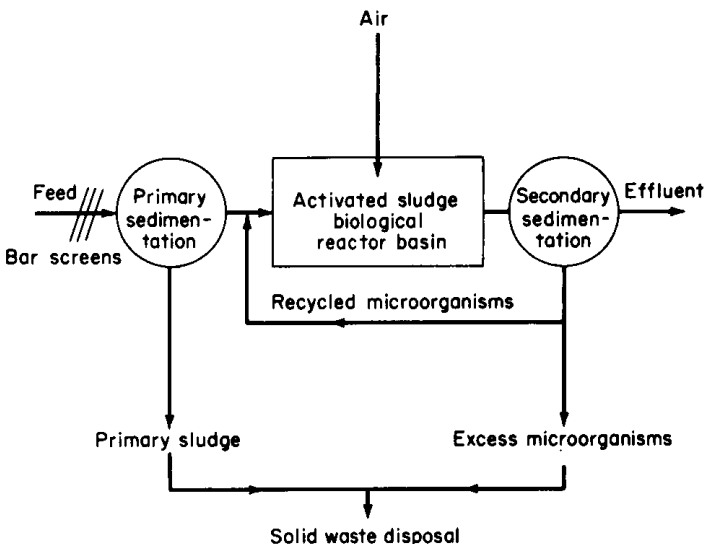 Air
Feed
Bar screens
Primary
sedimen-
tation
Activated sludge
biological
reactor basin
Secondary
sedimen-
tation
Effluent
Recycled microorganisms
Primary sludge
Excess microorganisms
Solid waste disposal